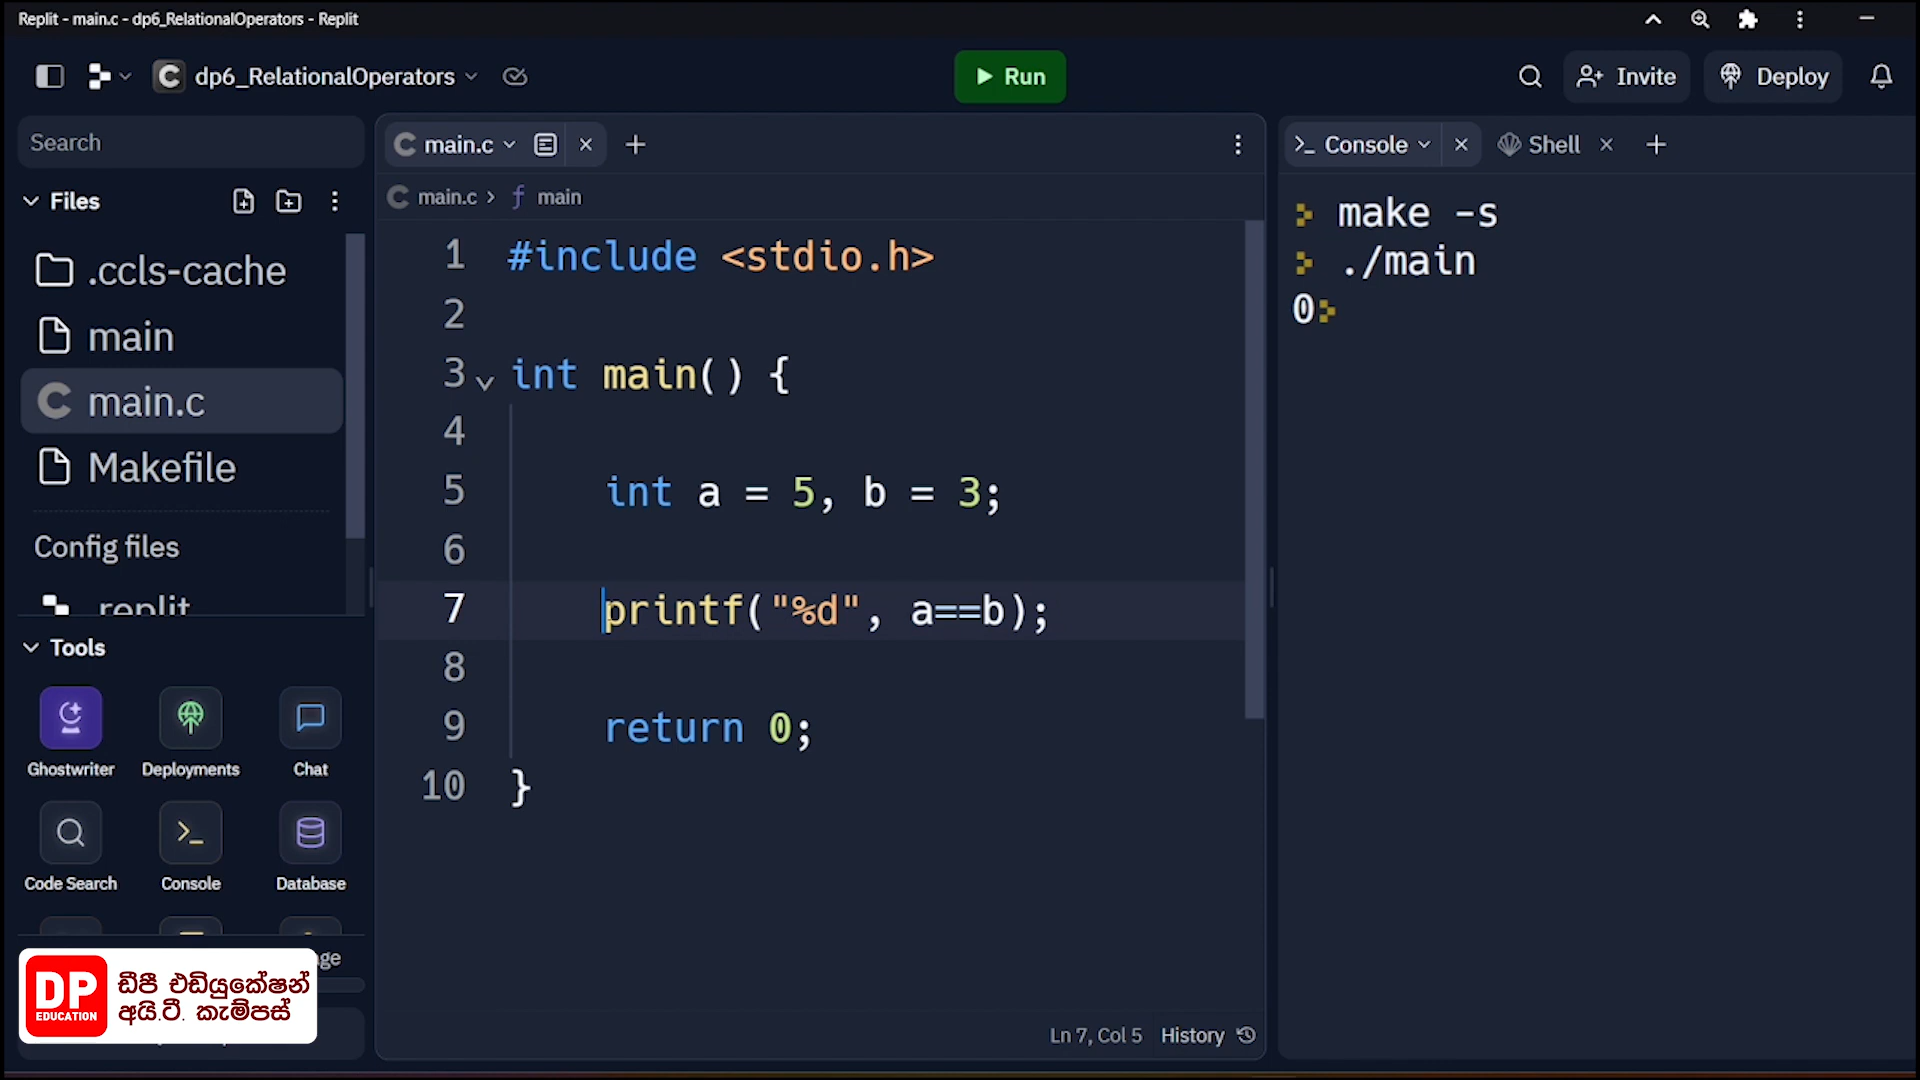 Replit - main.c - dp6_RelationalOperators - Replit
dp6_RelationalOperators
Run
Invite
Deploy
Search
Files
.ccls-cache
main
main.c
Makefile
Config files
.replit
Tools
Ghostwriter
Deployments
Chat
Code Search
Console
Database
DP
EDUCATION
ඩීපී එඩියුකේෂන්
අයි.ටී. කැම්පස්
main.c
main.c > main
1 #include <stdio.h>
2
3 int main() {
4
5 int a = 5, b = 3;
6
7 printf("%d", a==b);
8
9 return 0;
10 }
Ln 7, Col 5
History
Console
Shell
make -s
./main
0